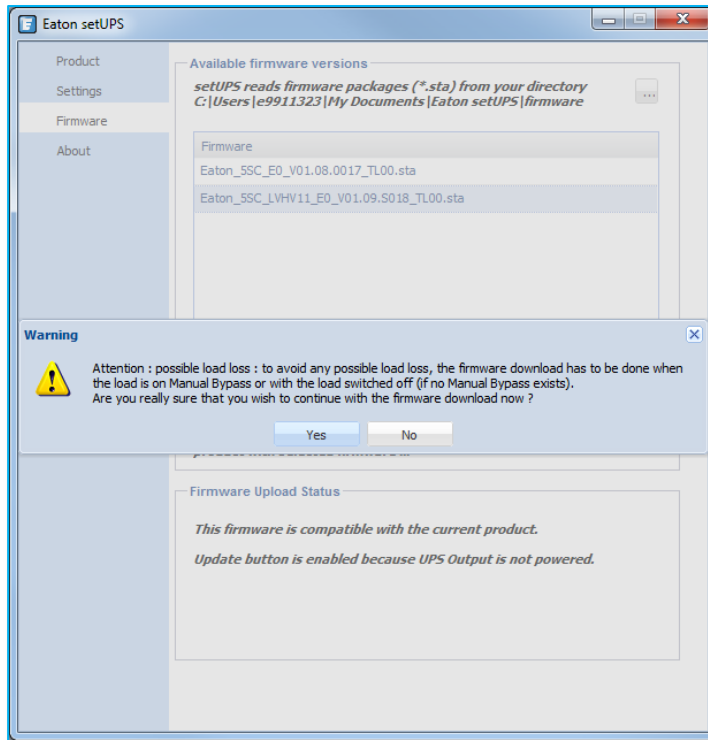 Eaton setUPS
Product
Settings
Firmware
About
Available firmware versions
setUPS reads firmware packages (*.sta) from your directory
C:|Users|e9911323|My Documents|Eaton setUPS|firmware
...
Firmware
Eaton_5SC_E0_V01.08.0017_TL00.sta
Eaton_5SC_LVHV11_E0_V01.09.S018_TL00.sta
Warning
Attention : possible load loss : to avoid any possible load loss, the firmware download has to be done when
the load is on Manual Bypass or with the load switched off (if no Manual Bypass exists).
Are you really sure that you wish to continue with the firmware download now ?
Yes
No
product with selected firmware ...
Firmware Upload Status
This firmware is compatible with the current product.
Update button is enabled because UPS Output is not powered.